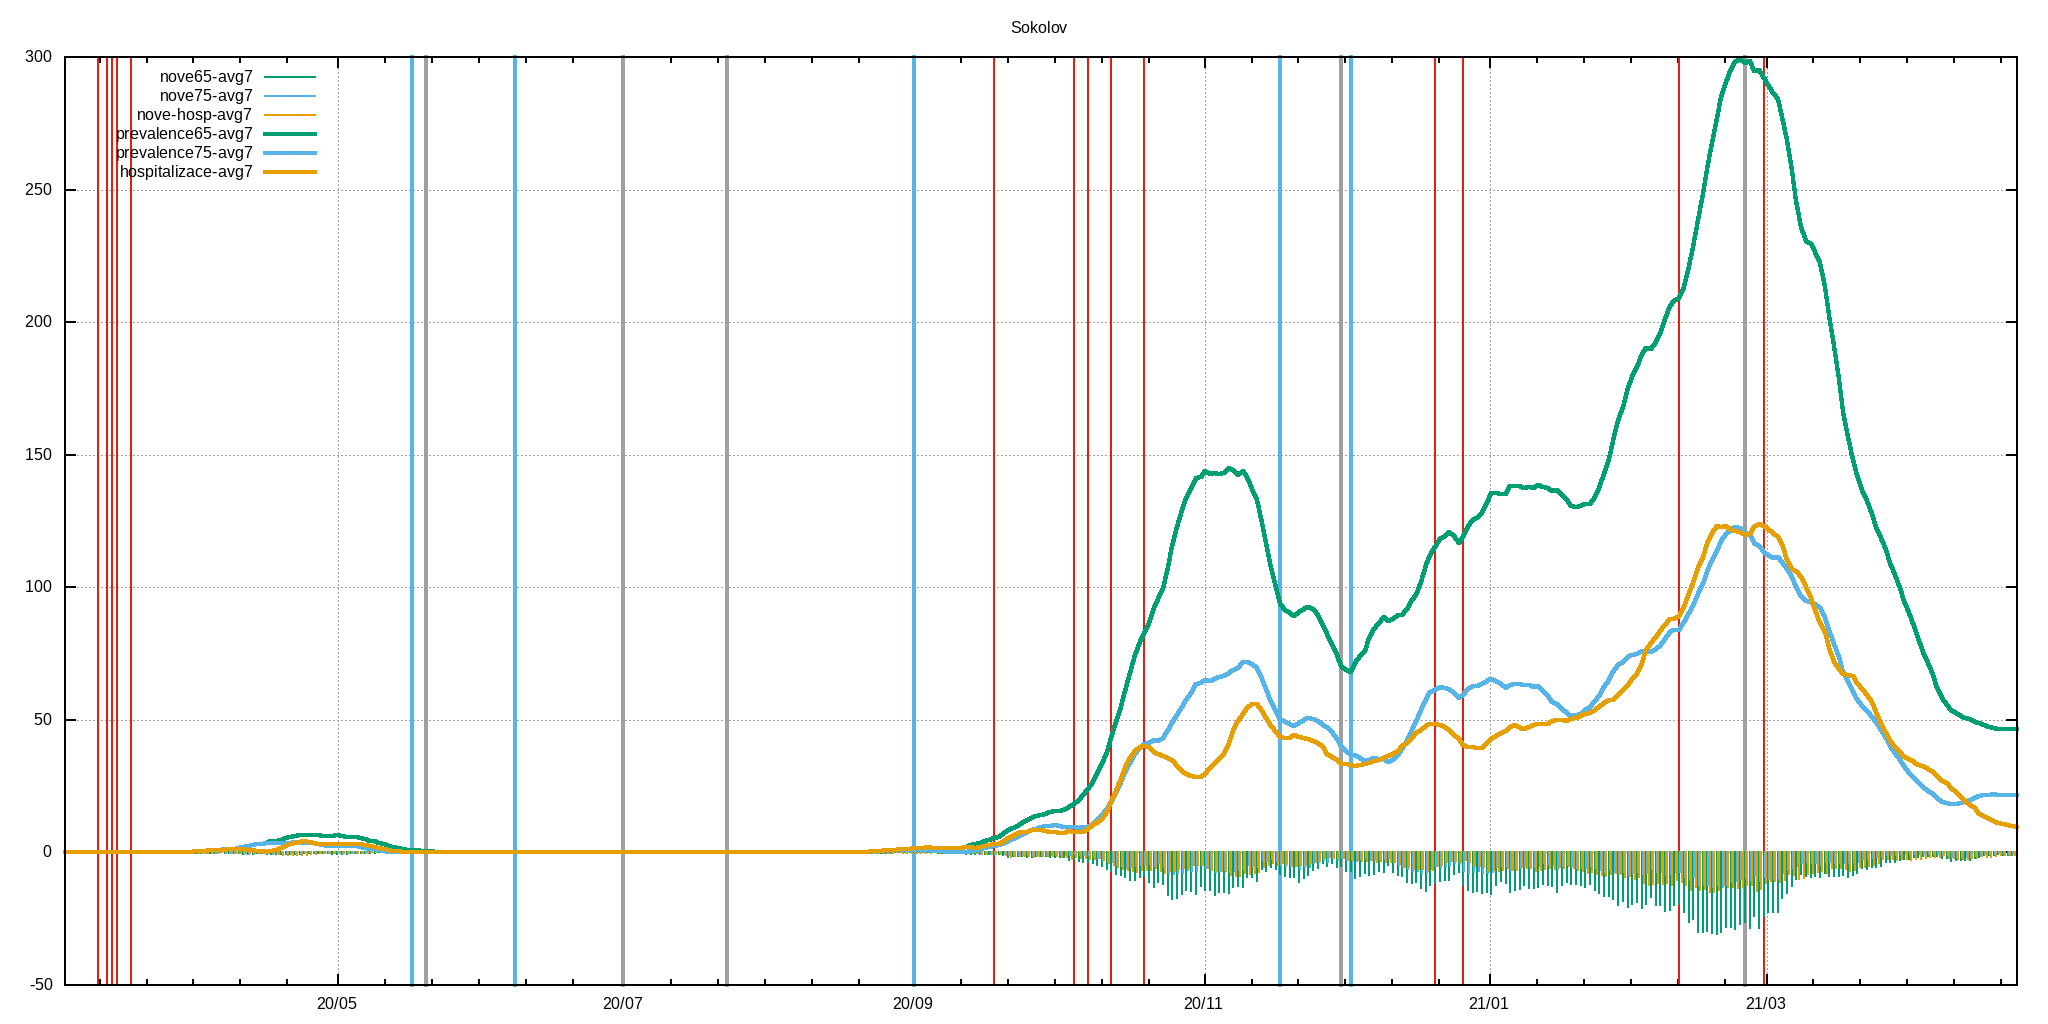 Sokolov
300
250
200
150
100
50
0
-50
nove65-avg7
nove75-avg7
nove-hosp-avg7
prevalence65-avg7
prevalence75-avg7
hospitalizace-avg7
20/05 20/07 20/09 20/11 21/01 21/03